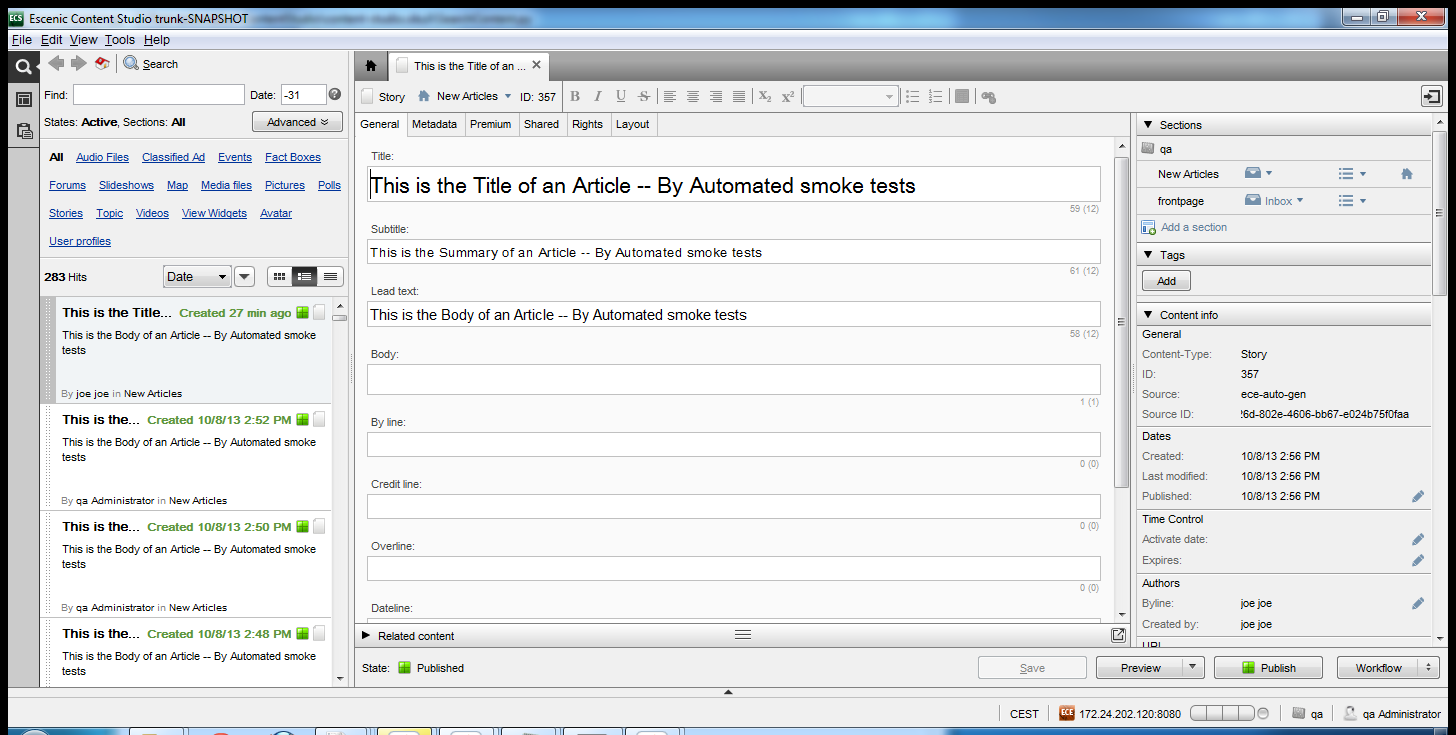 Escenic Content Studio trunk-SNAPSHOT
File Edit View Tools Help
Search
Find: Date: -31
States: Active, Sections: All Advanced
All Audio Files Classified Ad Events Fact Boxes
Forums Slideshows Map Media files Pictures Polls
Stories Topic Videos View Widgets Avatar
User profiles
283 Hits Date
This is the Title... Created 27 min ago
This is the Body of an Article -- By Automated smoke
tests
By joe joe in New Articles
This is the... Created 10/8/13 2:52 PM
This is the Body of an Article -- By Automated smoke
tests
By qa Administrator in New Articles
This is the... Created 10/8/13 2:50 PM
This is the Body of an Article -- By Automated smoke
tests
By qa Administrator in New Articles
This is the... Created 10/8/13 2:48 PM
This is the Body of an Article -- By Automated smoke
tests
This is the Title of an ...
Story New Articles ID: 357 B I U S X2 X2
General Metadata Premium Shared Rights Layout
Title:
This is the Title of an Article -- By Automated smoke tests
59 (12)
Subtitle:
This is the Summary of an Article -- By Automated smoke tests
61 (12)
Lead text:
This is the Body of an Article -- By Automated smoke tests
58 (12)
Body:
1 (1)
By line:
0 (0)
Credit line:
0 (0)
Overline:
0 (0)
Dateline:
Related content
State: Published Save Preview Publish Workflow
Sections
qa
New Articles
frontpage Inbox
Add a section
Tags
Add
Content info
General
Content-Type: Story
ID: 357
Source: ece-auto-gen
Source ID: 26d-802e-4606-bb67-e024b75f0faa
Dates
Created: 10/8/13 2:56 PM
Last modified: 10/8/13 2:56 PM
Published: 10/8/13 2:56 PM
Time Control
Activate date:
Expires:
Authors
Byline: joe joe
Created by: joe joe
URL
CEST ECE 172.24.202.120:8080 qa qa Administrator